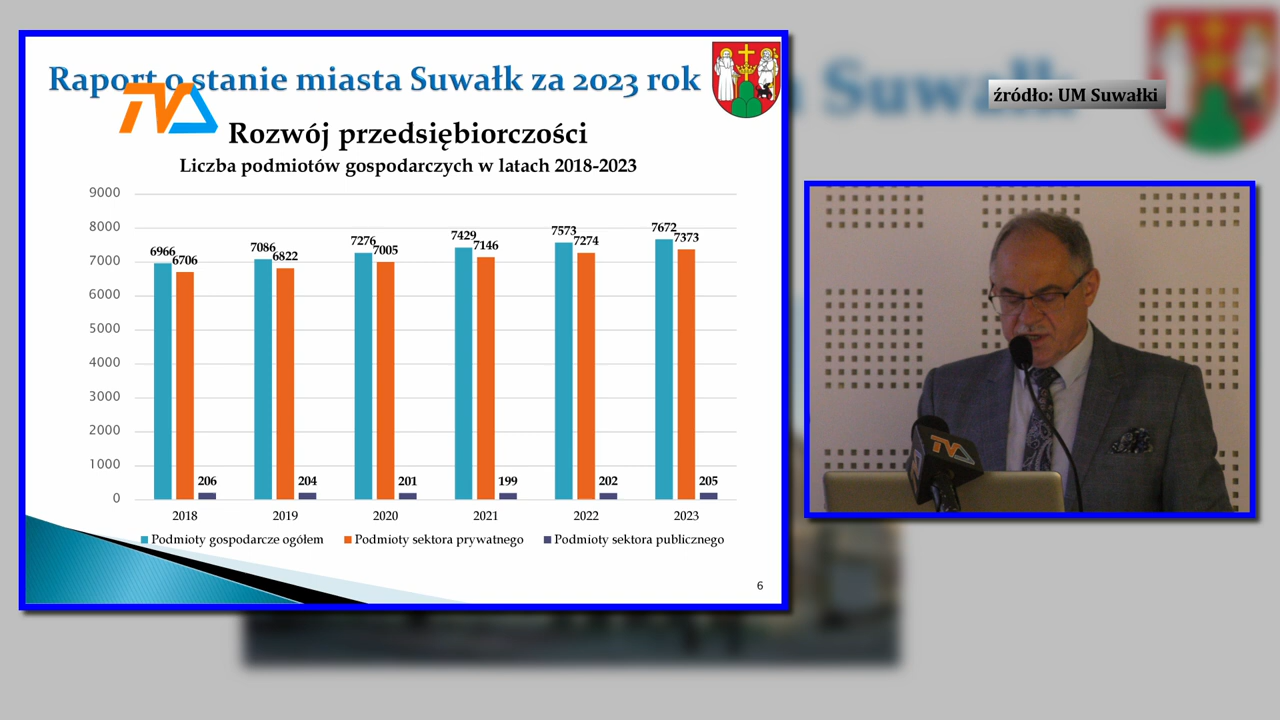 Raport o stanie miasta Suwałk za 2023 rok
TVA
Rozwój przedsiębiorczości
Liczba podmiotów gospodarczych w latach 2018-2023
9000
8000
7000
6000
5000
4000
3000
2000
1000
0
6966 6706 206
7086 6822 204
7276 7005 201
7429 7146 199
7573 7274 202
7672 7373 205
2018 2019 2020 2021 2022 2023
Podmioty gospodarcze ogółem Podmioty sektora prywatnego Podmioty sektora publicznego
6
Suwałk
źródło: UM Suwałki
TVA